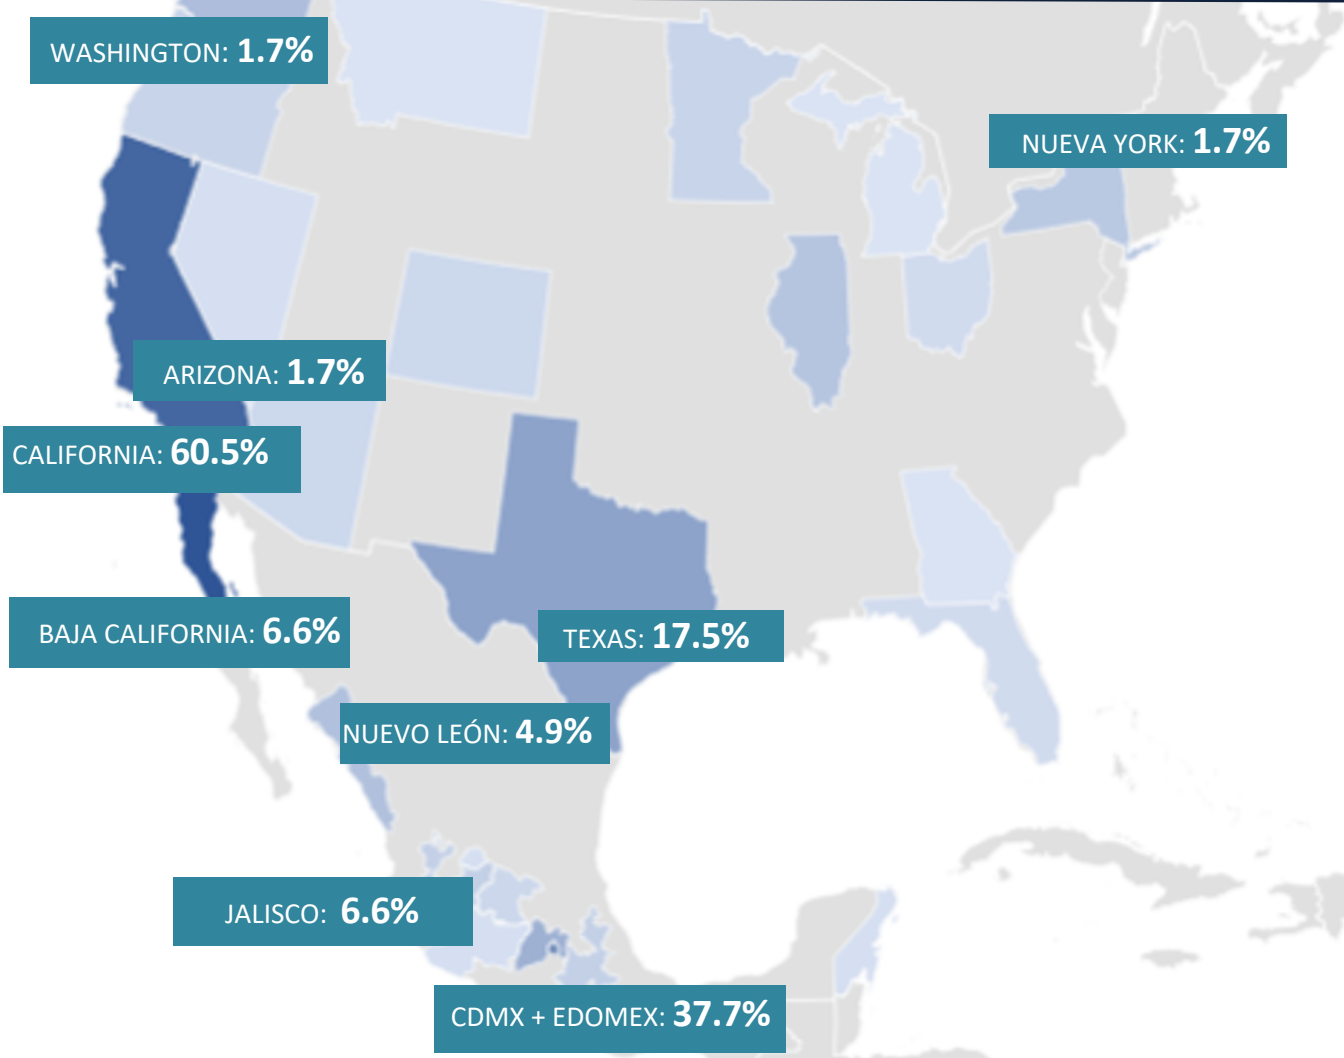 WASHINGTON: 1.7%
NUEVA YORK: 1.7%
ARIZONA: 1.7%
CALIFORNIA: 60.5%
BAJA CALIFORNIA: 6.6%
TEXAS: 17.5%
NUEVO LEÓN: 4.9%
JALISCO: 6.6%
CDMX + EDOMEX: 37.7%